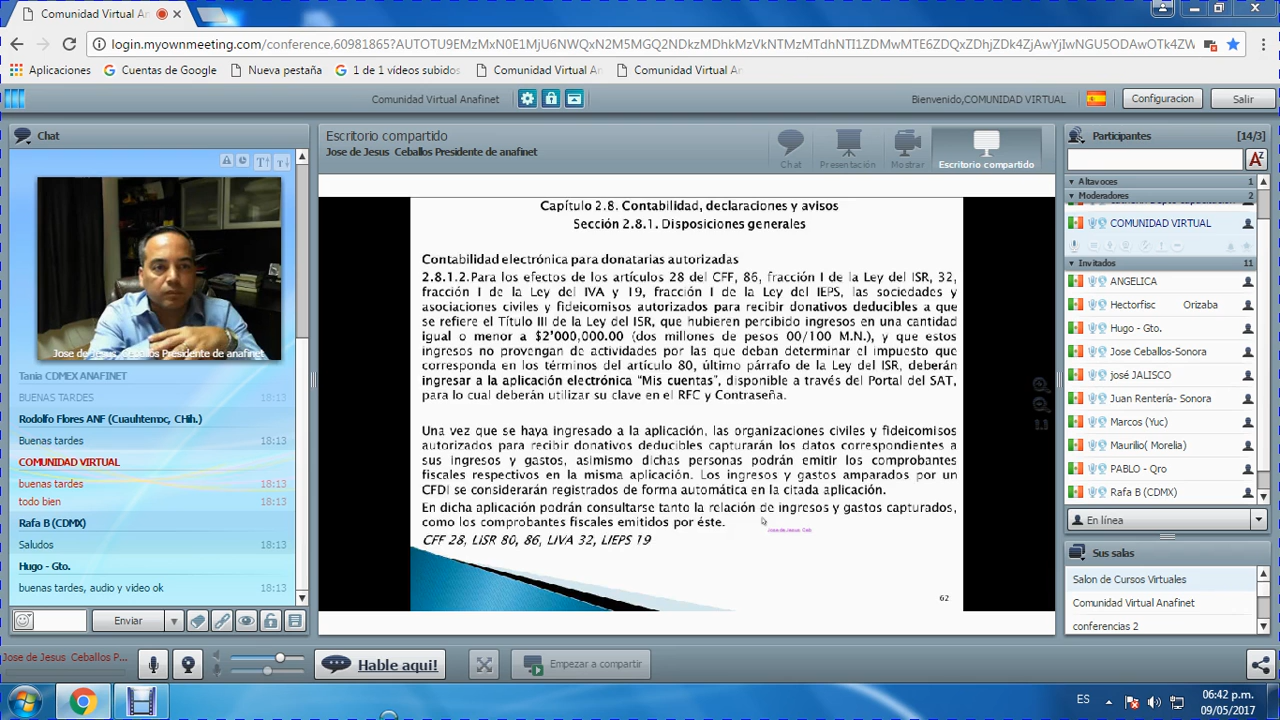 Comunidad Virtual Anafi
login.myownmeeting.com/conference,60981865?
Aplicaciones
Cuentas de Google
Nueva pestaña
1 de 1 vídeos subidos
Comunidad Virtual An
Comunidad Virtual An
Comunidad Virtual Anafinet
Bienvenido,COMUNIDAD VIRTUAL
Configuracion
Salir
Chat
Jose de Jesus Ceballos Presidente de anafinet
Tania CDMEX ANAFINET
BUENAS TARDES 18:13
Rodolfo Flores ANF (Cuauhtemoc, CHih.)
Buenas tardes 18:13
COMUNIDAD VIRTUAL
buenas tardes 18:13
todo bien 18:13
Rafa B (CDMX)
Saludos 18:13
Hugo - Gto.
buenas tardes, audio y video ok 18:13
Enviar
Escritorio compartido
Jose de Jesus Ceballos Presidente de anafinet
Chat
Presentación
Mostrar
Escritorio compartido
Capítulo 2.8. Contabilidad, declaraciones y avisos
Sección 2.8.1. Disposiciones generales
Contabilidad electrónica para donatarias autorizadas
2.8.1.2.Para los efectos de los artículos 28 del CFF, 86, fracción I de la Ley del ISR, 32,
fracción I de la Ley del IVA y 19, fracción I de la Ley del IEPS, las sociedades y
asociaciones civiles y fideicomisos autorizados para recibir donativos deducibles a que
se refiere el Título III de la Ley del ISR, que hubieren percibido ingresos en una cantidad
igual o menor a $2'000,000.00 (dos millones de pesos 00/100 M.N.), y que estos
ingresos no provengan de actividades por las que deban determinar el impuesto que
corresponda en los términos del artículo 80, último párrafo de la Ley del ISR, deberán
ingresar a la aplicación electrónica "Mis cuentas", disponible a través del Portal del SAT,
para lo cual deberán utilizar su clave en el RFC y Contraseña.
Una vez que se haya ingresado a la aplicación, las organizaciones civiles y fideicomisos
autorizados para recibir donativos deducibles capturarán los datos correspondientes a
sus ingresos y gastos, asimismo dichas personas podrán emitir los comprobantes
fiscales respectivos en la misma aplicación. Los ingresos y gastos amparados por un
CFDI se considerarán registrados de forma automática en la citada aplicación.
En dicha aplicación podrán consultarse tanto la relación de ingresos y gastos capturados,
como los comprobantes fiscales emitidos por éste.
Jose de Jesus Ceb
CFF 28, LISR 80, 86, LIVA 32, LIEPS 19
62
Participantes [14/3]
Altavoces 1
Moderadores 2
COMUNIDAD VIRTUAL
Invitados 11
ANGELICA
Hectorfisc Orizaba
Hugo - Gto.
Jose Ceballos-Sonora
josé JALISCO
Juan Rentería- Sonora
Marcos (Yuc)
Maurilio( Morelia)
PABLO - Qro
Rafa B (CDMX)
En línea
Sus salas
Salon de Cursos Virtuales
Comunidad Virtual Anafinet
conferencias 2
Jose de Jesus Ceballos P...
Hable aqui!
Empezar a compartir
ES
06:42 p.m.
09/05/2017